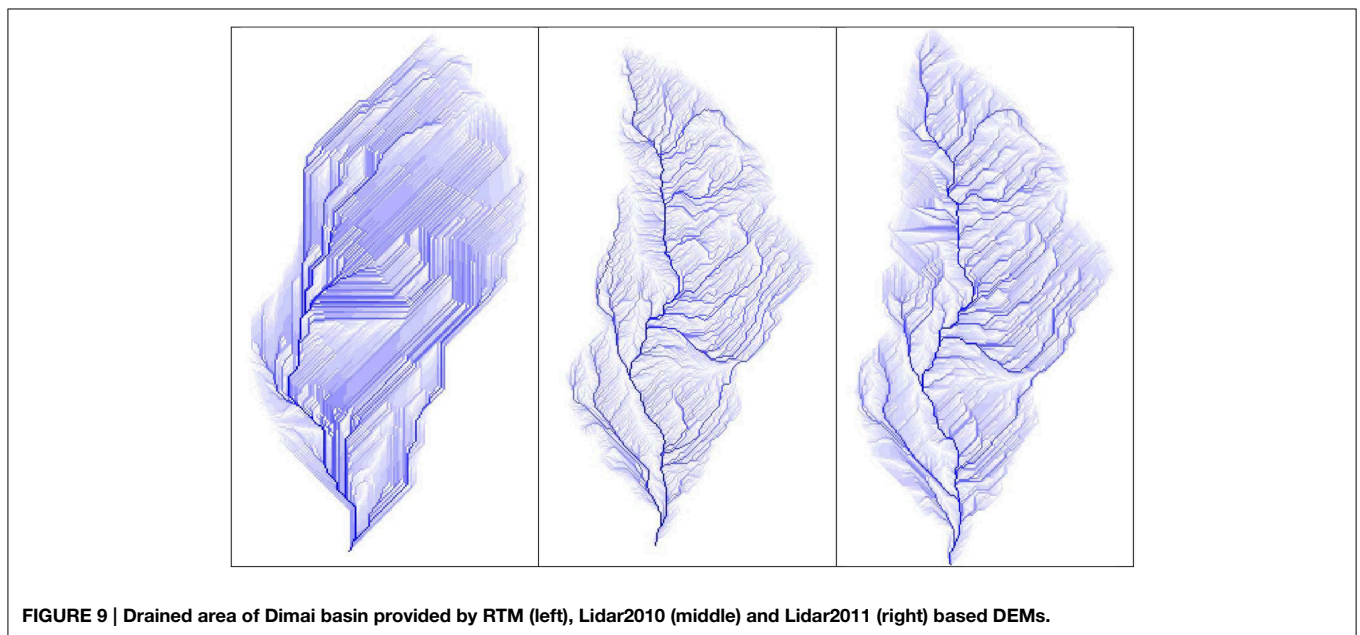 FIGURE 9 | Drained area of Dimai basin provided by RTM (left), Lidar2010 (middle) and Lidar2011 (right) based DEMs.